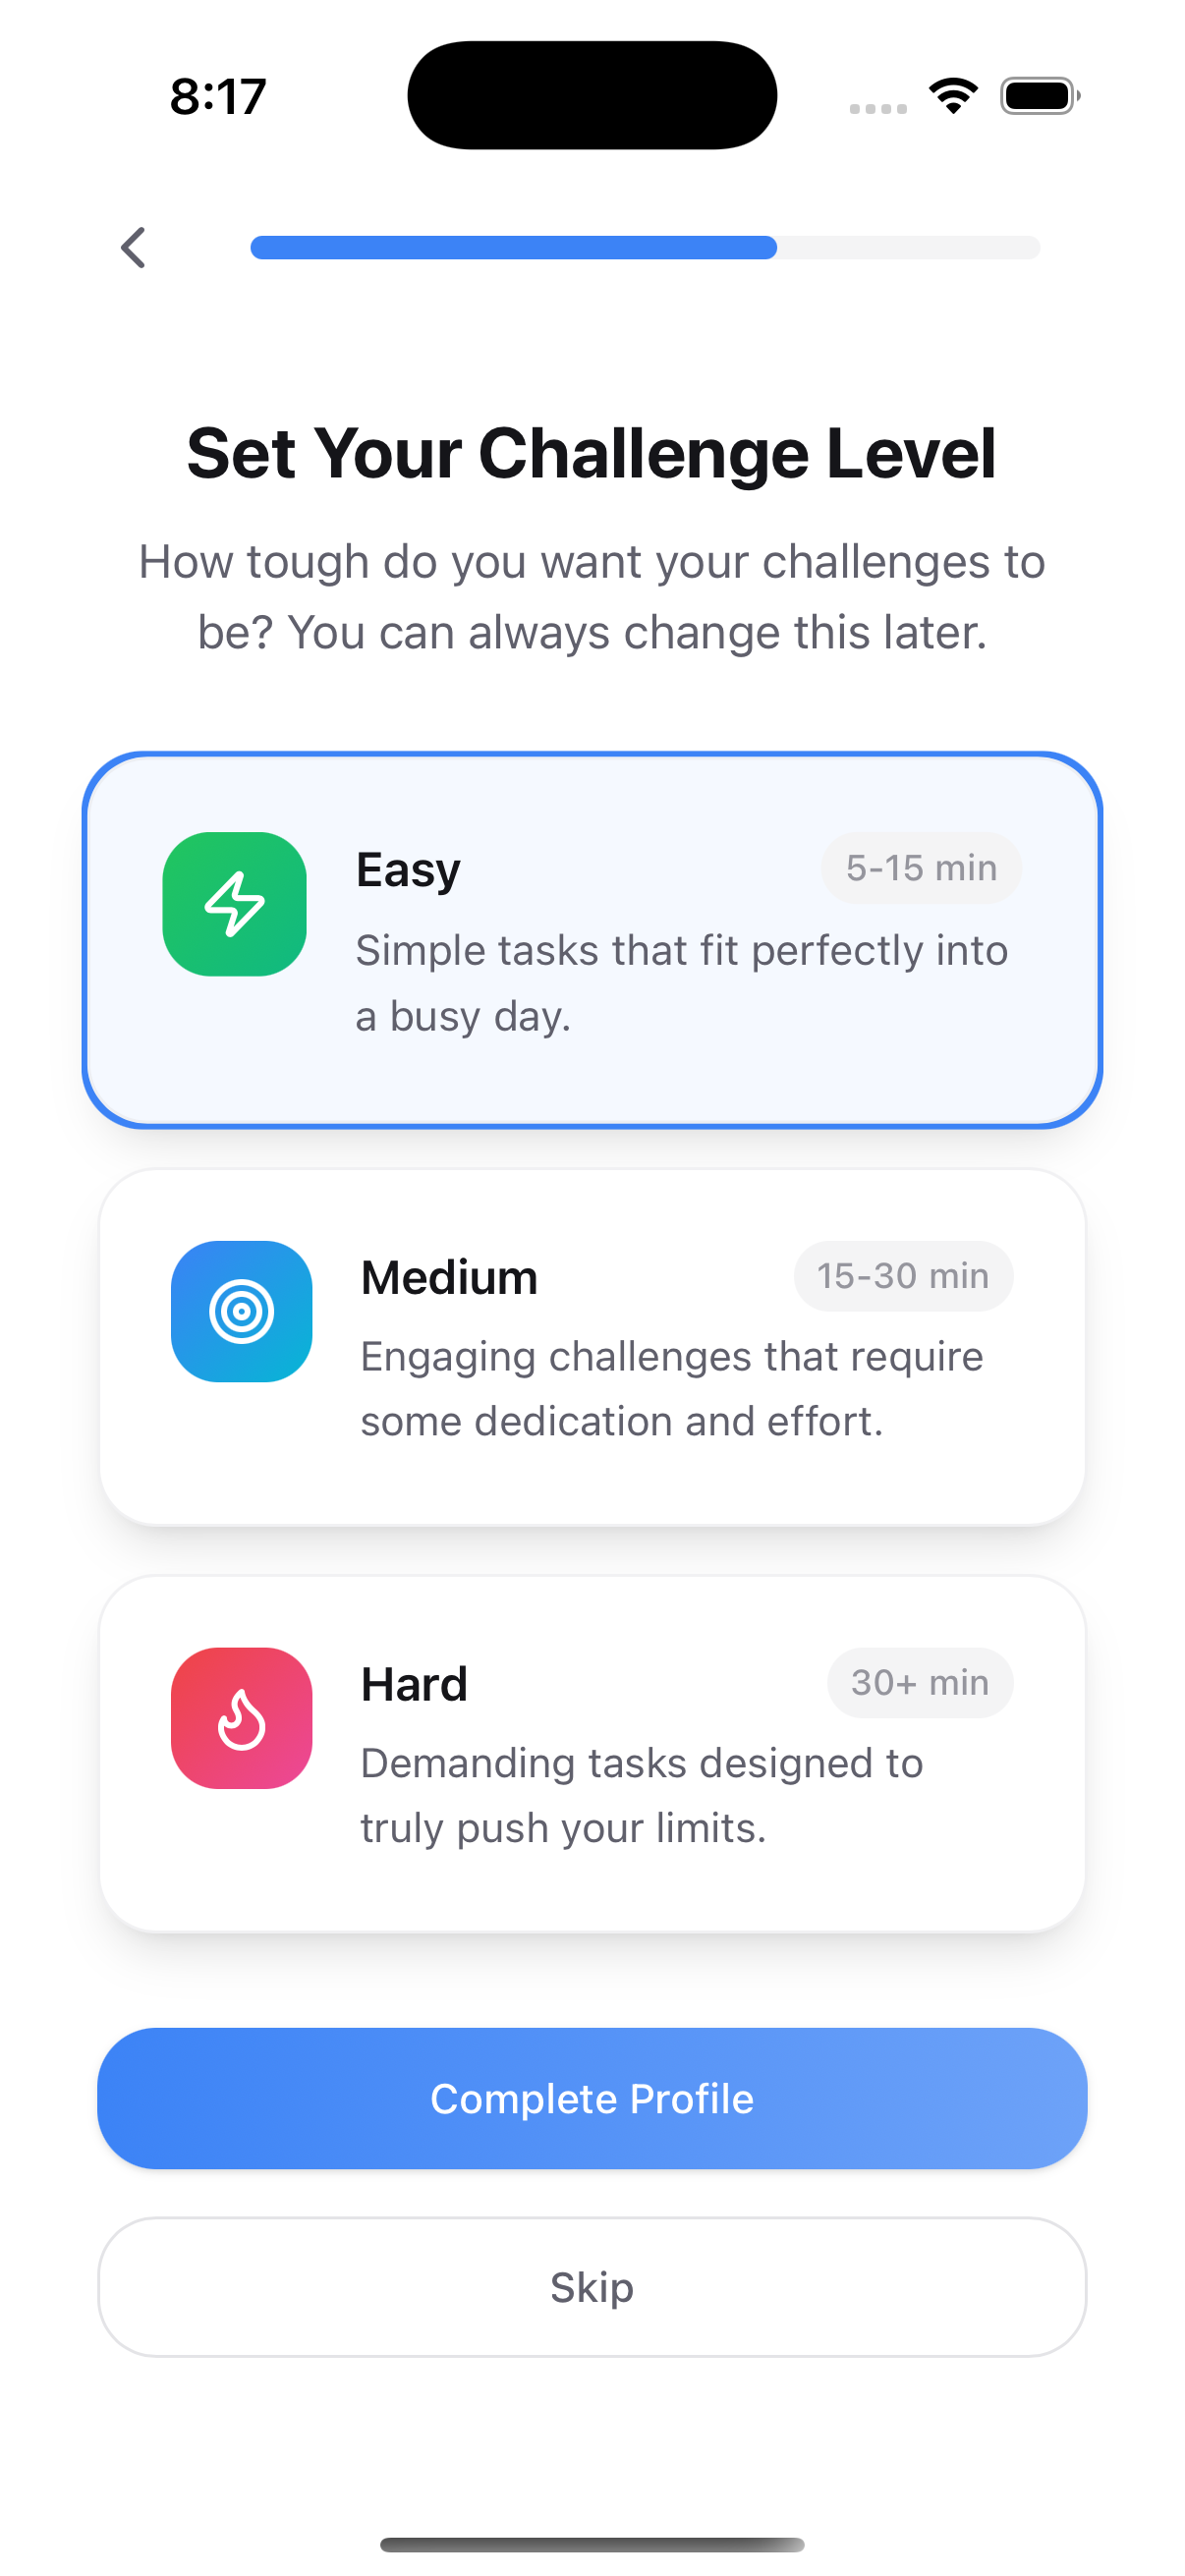 8:17
Set Your Challenge Level
How tough do you want your challenges to
be? You can always change this later.
Easy
5-15 min
Simple tasks that fit perfectly into
a busy day.
Medium
15-30 min
Engaging challenges that require
some dedication and effort.
Hard
30+ min
Demanding tasks designed to
truly push your limits.
Complete Profile
Skip